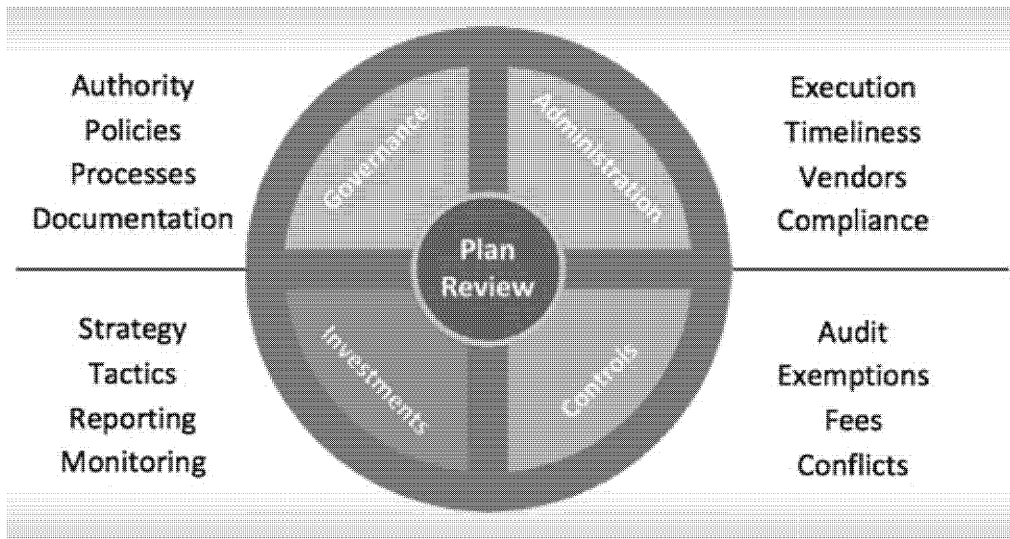 Authority
Policies
Processes
Documentation
Governance
Administration
Execution
Timeliness
Vendors
Compliance
Plan
Review
Strategy
Tactics
Reporting
Monitoring
Investments
Controls
Audit
Exemptions
Fees
Conflicts